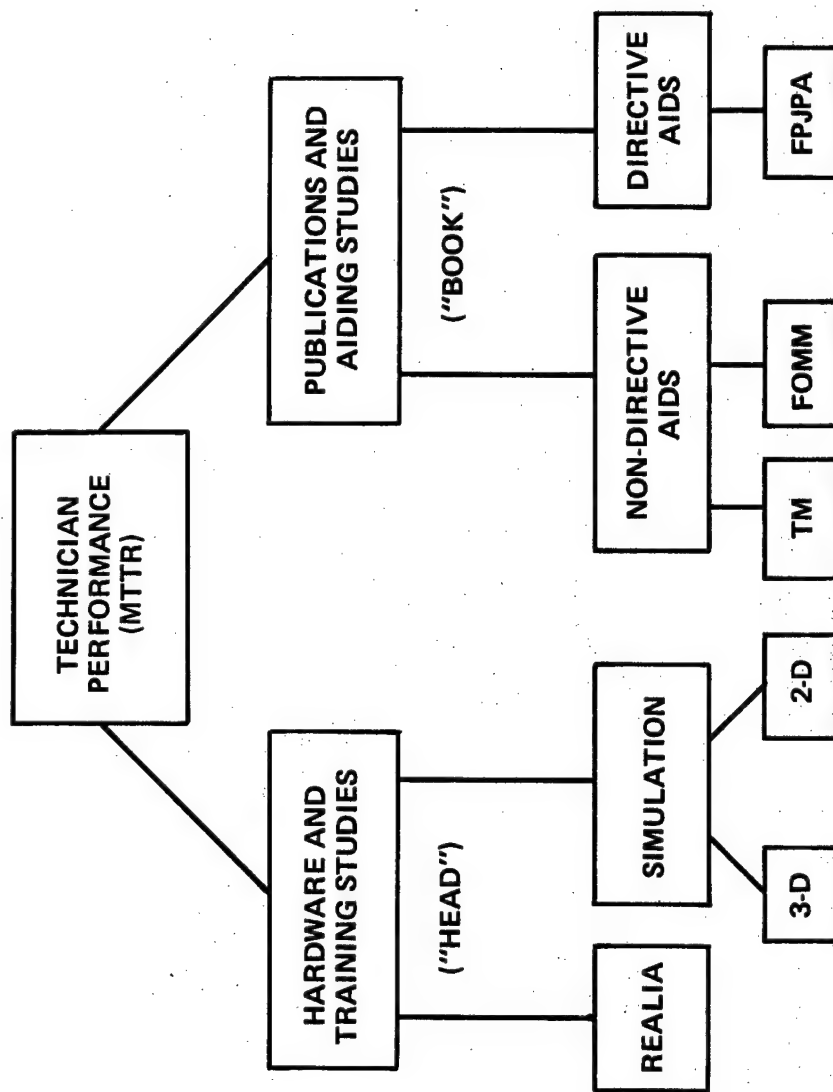 TECHNICIAN
PERFORMANCE
(MTTR)
HARDWARE AND
TRAINING STUDIES
PUBLICATIONS AND
AIDING STUDIES
("HEAD")
("BOOK")
REALIA
SIMULATION
NON-DIRECTIVE
AIDS
DIRECTIVE
AIDS
3-D
2-D
TM
FOMM
FPJPA